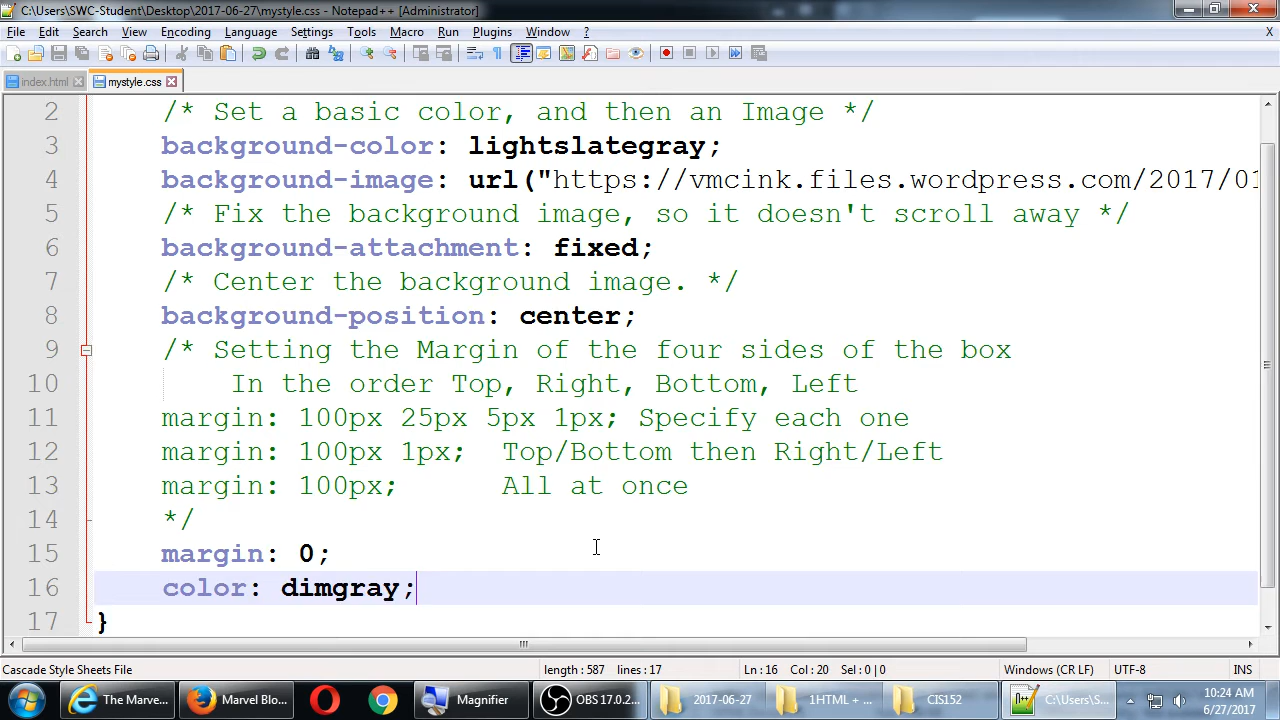 C:\Users\SWC-Student\Desktop\2017-06-27\mystyle.css - Notepad++ [Administrator]
File Edit Search View Encoding Language Settings Tools Macro Run Plugins Window ? X
index.html mystyle.css
2 /* Set a basic color, and then an Image */
3 background-color: lightslategray;
4 background-image: url("https://vmcink.files.wordpress.com/2017/01
5 /* Fix the background image, so it doesn't scroll away */
6 background-attachment: fixed;
7 /* Center the background image. */
8 background-position: center;
9 /* Setting the Margin of the four sides of the box
10 In the order Top, Right, Bottom, Left
11 margin: 100px 25px 5px 1px; Specify each one
12 margin: 100px 1px; Top/Bottom then Right/Left
13 margin: 100px; All at once
14 */
15 margin: 0;
16 color: dimgray;
17 }
Cascade Style Sheets File length : 587 lines : 17 Ln : 16 Col : 20 Sel : 0 | 0 Windows (CR LF) UTF-8 INS
The Marve... Marvel Blo... Magnifier OBS 17.0.2... 2017-06-27 1HTML + ... CIS152 C:\Users\S... 10:24 AM
6/27/2017